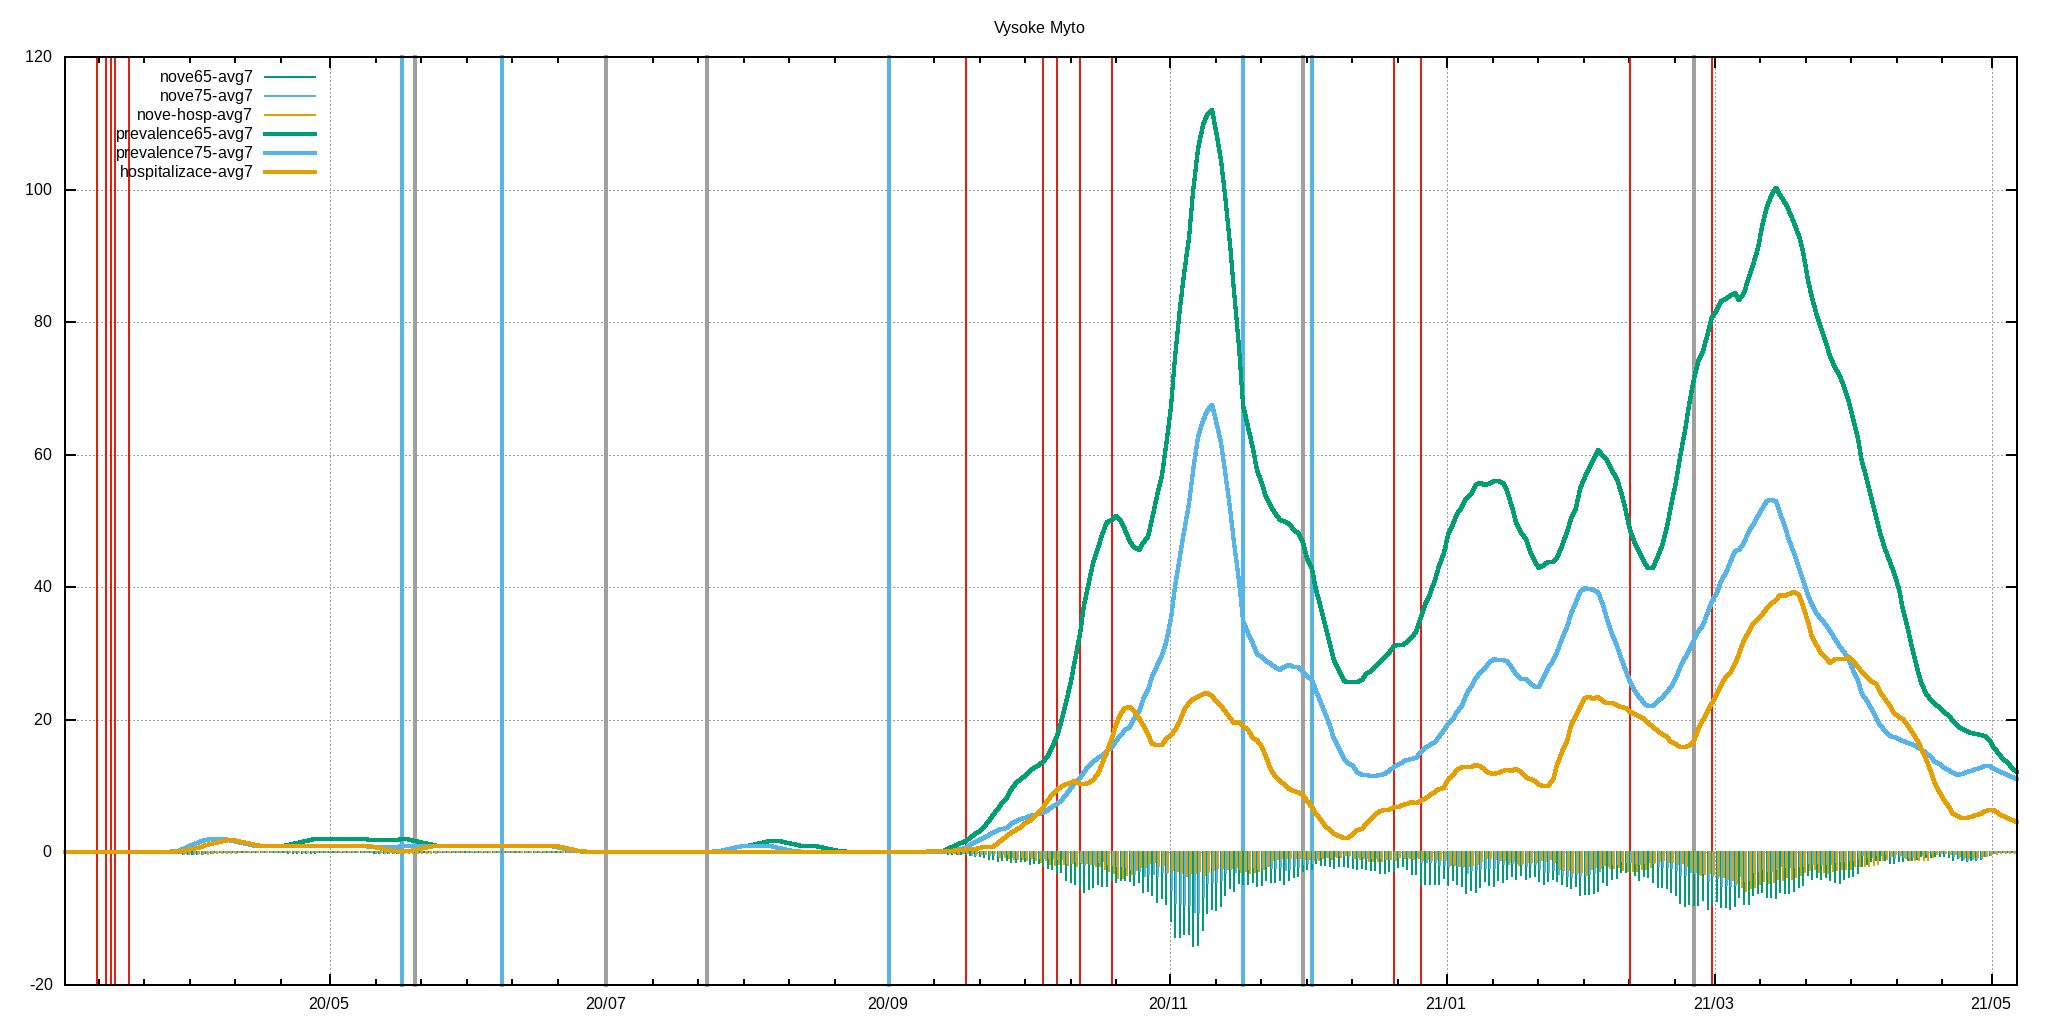 Vysoke Myto
120
100
80
60
40
20
0
-20
nove65-avg7
nove75-avg7
nove-hosp-avg7
prevalence65-avg7
prevalence75-avg7
hospitalizace-avg7
20/05 20/07 20/09 20/11 21/01 21/03 21/05